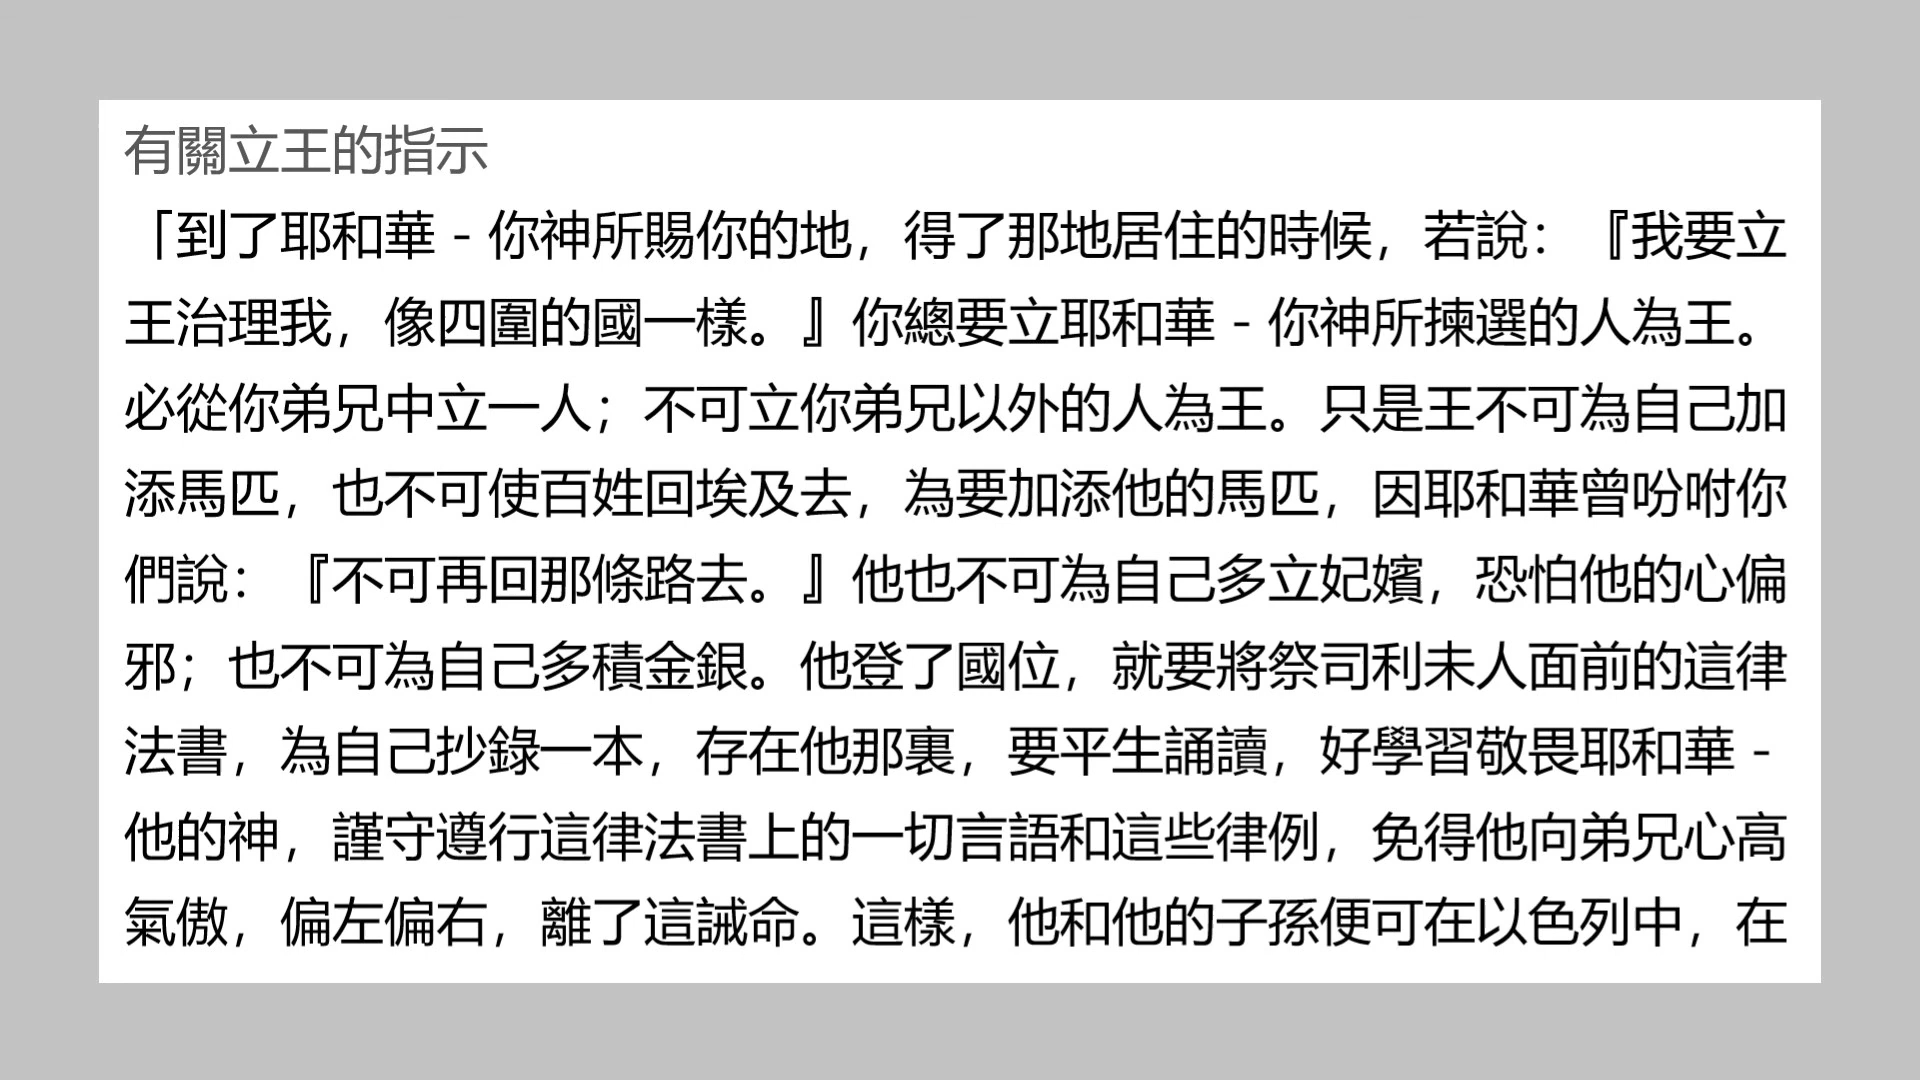 有關立王的指示
「到了耶和華 - 你神所賜你的地，得了那地居住的時候，若說：『我要立
王治理我，像四圍的國一樣。』你總要立耶和華 - 你神所揀選的人為王。
必從你弟兄中立一人；不可立你弟兄以外的人為王。只是王不可為自己加
添馬匹，也不可使百姓回埃及去，為要加添他的馬匹，因耶和華曾吩咐你
們說：『不可再回那條路去。』他也不可為自己多立妃嬪，恐怕他的心偏
邪；也不可為自己多積金銀。他登了國位，就要將祭司利未人面前的這律
法書，為自己抄錄一本，存在他那裏，要平生誦讀，好學習敬畏耶和華 -
他的神，謹守遵行這律法書上的一切言語和這些律例，免得他向弟兄心高
氣傲，偏左偏右，離了這誡命。這樣，他和他的子孫便可在以色列中，在